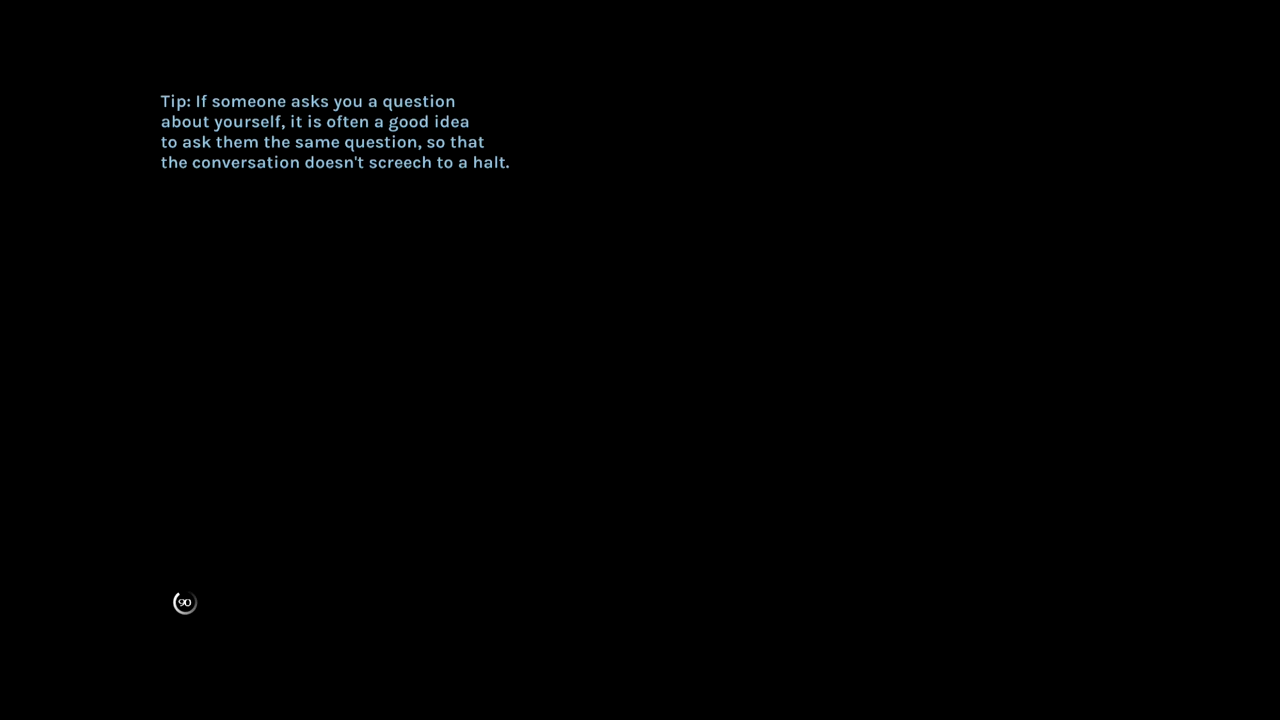 Tip: If someone asks you a question
about yourself, it is often a good idea
to ask them the same question, so that
the conversation doesn't screech to a halt.
90